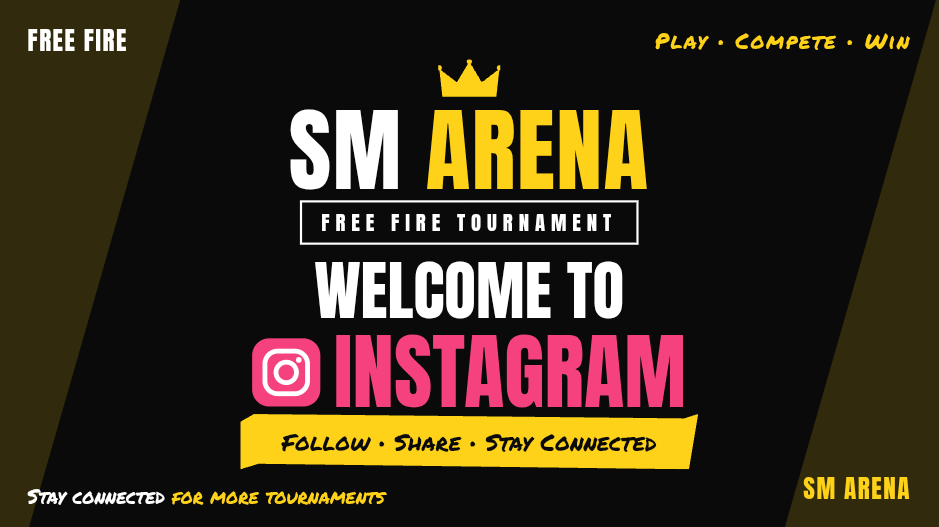 FREE FIRE
PLAY • COMPETE • WIN
SM ARENA
FREE FIRE TOURNAMENT
WELCOME TO
INSTAGRAM
FOLLOW • SHARE • STAY CONNECTED
STAY CONNECTED FOR MORE TOURNAMENTS
SM ARENA